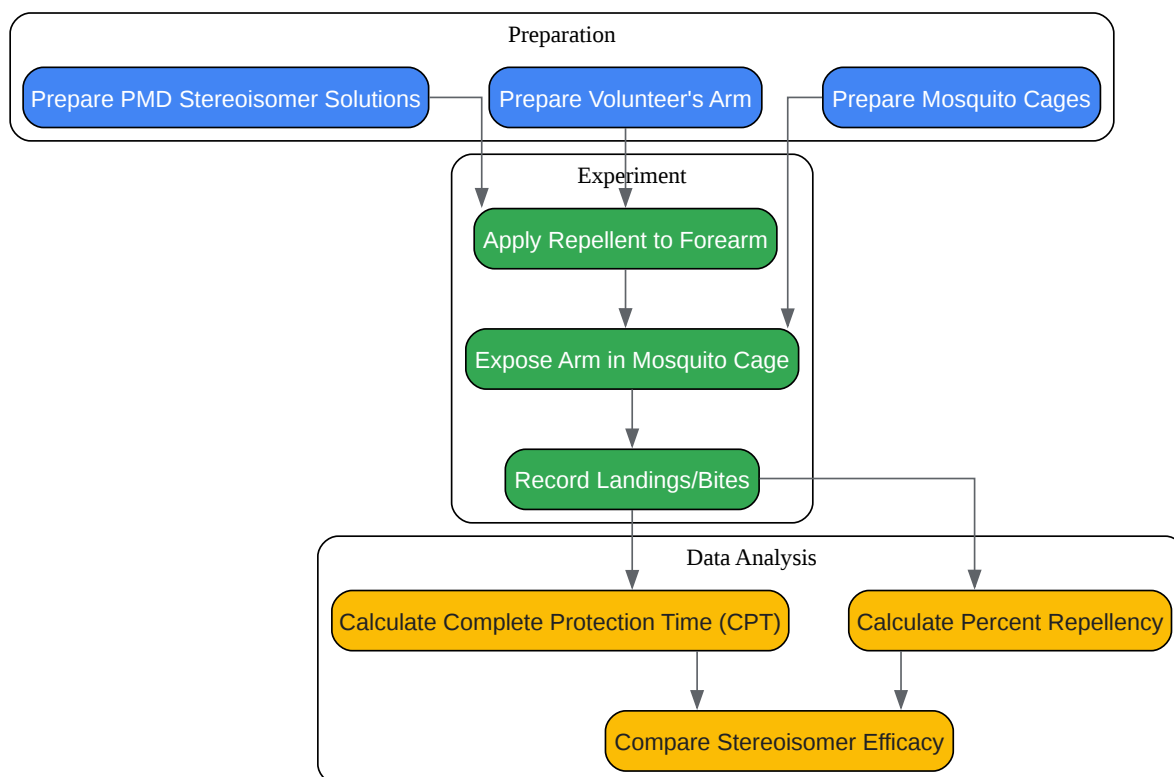 Preparation
Prepare PMD Stereoisomer Solutions
Prepare Volunteer's Arm
Prepare Mosquito Cages
Experiment
Apply Repellent to Forearm
Expose Arm in Mosquito Cage
Record Landings/Bites
Data Analysis
Calculate Complete Protection Time (CPT)
Calculate Percent Repellency
Compare Stereoisomer Efficacy